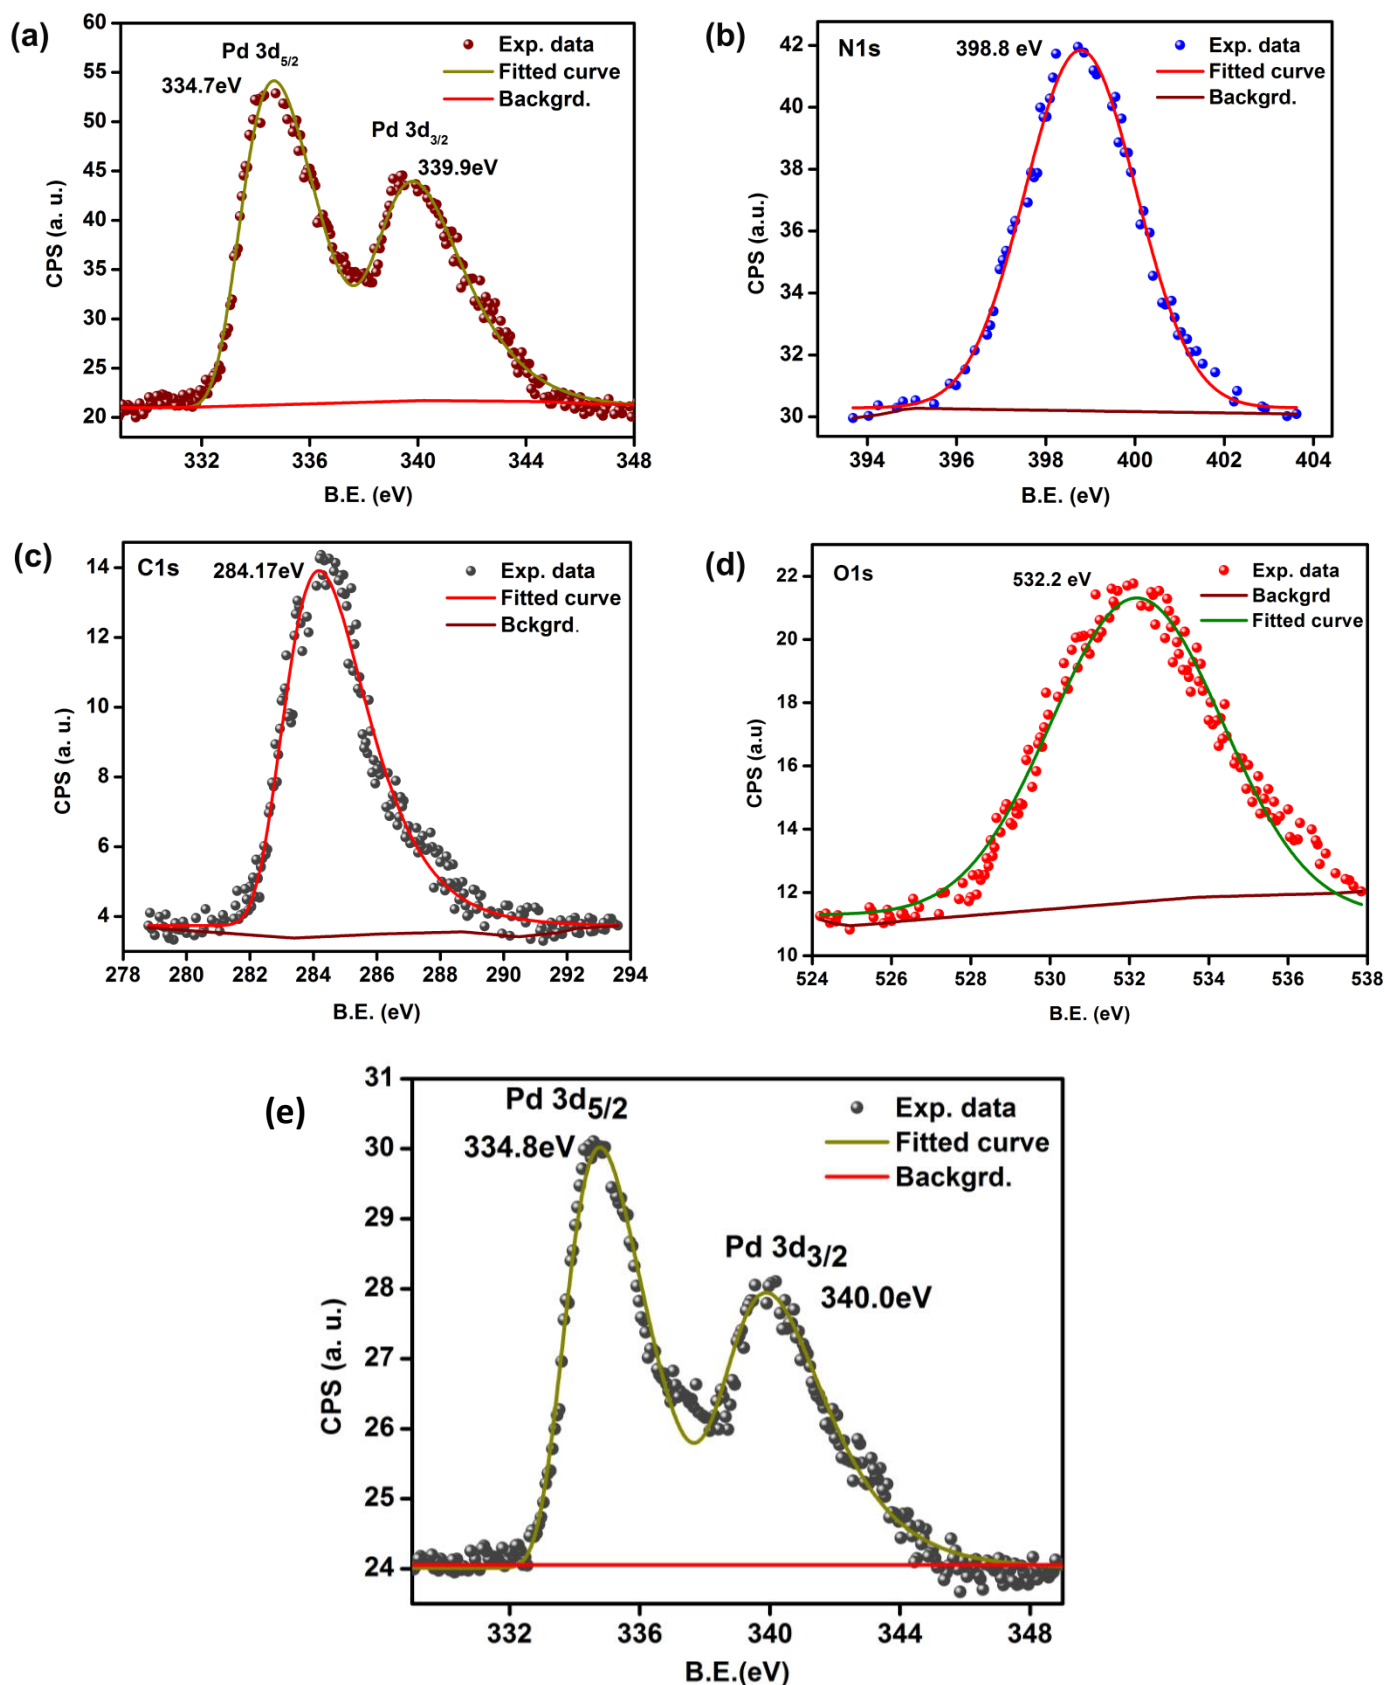 (a)
Pd 3d5/2
334.7eV
Pd 3d3/2
339.9eV
Exp. data
Fitted curve
Backgrd.
60
55
50
45
40
35
30
25
20
CPS (a. u.)
332 336 340 344 348
B.E. (eV)
(b)
N1s
398.8 eV
Exp. data
Fitted curve
Backgrd.
42
40
38
36
34
32
30
CPS (a.u.)
394 396 398 400 402 404
B.E. (eV)
(c)
C1s
284.17eV
Exp. data
Fitted curve
Bckgrd.
14
12
10
8
6
4
CPS (a. u.)
278 280 282 284 286 288 290 292 294
B.E. (eV)
(d)
O1s
532.2 eV
Exp. data
Backgrd
Fitted curve
22
20
18
16
14
12
10
CPS (a.u)
524 526 528 530 532 534 536 538
B.E. (eV)
(e)
Pd 3d5/2
334.8eV
Pd 3d3/2
340.0eV
Exp. data
Fitted curve
Backgrd.
31
30
29
28
27
26
25
24
CPS (a. u.)
332 336 340 344 348
B.E.(eV)